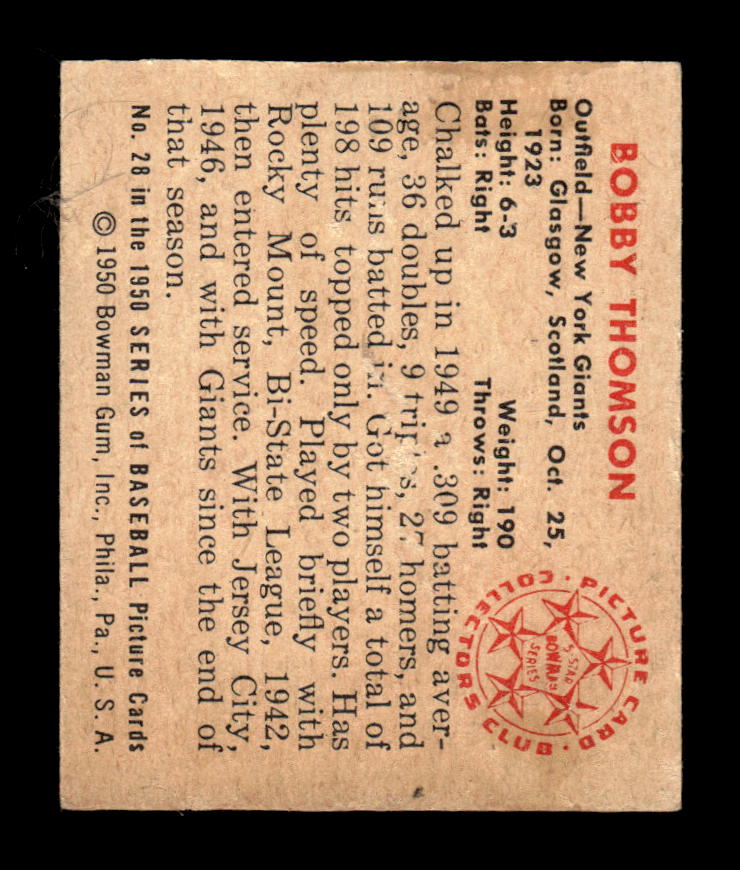 BOBBY THOMSON
Outfield—New York Giants
Born: Glasgow, Scotland, Oct. 25,
1923
Height: 6-3 Weight: 190
Bats: Right Throws: Right
Chalked up in 1949 a .309 batting aver-
age, 36 doubles, 9 triples, 27 homers, and
109 runs batted in. Got himself a total of
198 hits topped only by two players. Has
plenty of speed. Played briefly with
Rocky Mount, Bi-State League, 1942,
then entered service. With Jersey City,
1946, and with Giants since the end of
that season.
No. 28 in the 1950 SERIES of BASEBALL Picture Cards
© 1950 Bowman Gum, Inc., Phila., Pa., U. S. A.
PICTURE CARD · COLLECTORS CLUB ·
5-STAR
BOWMAN
SERIES